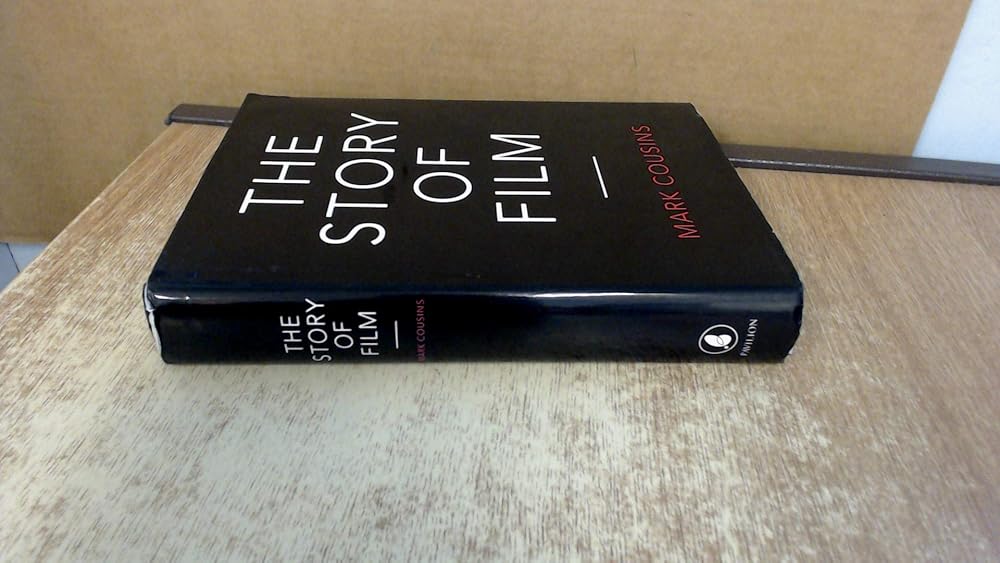 THE
STORY
OF
FILM
MARK COUSINS
THE
STORY
OF
FILM
MARK COUSINS
PAVILION